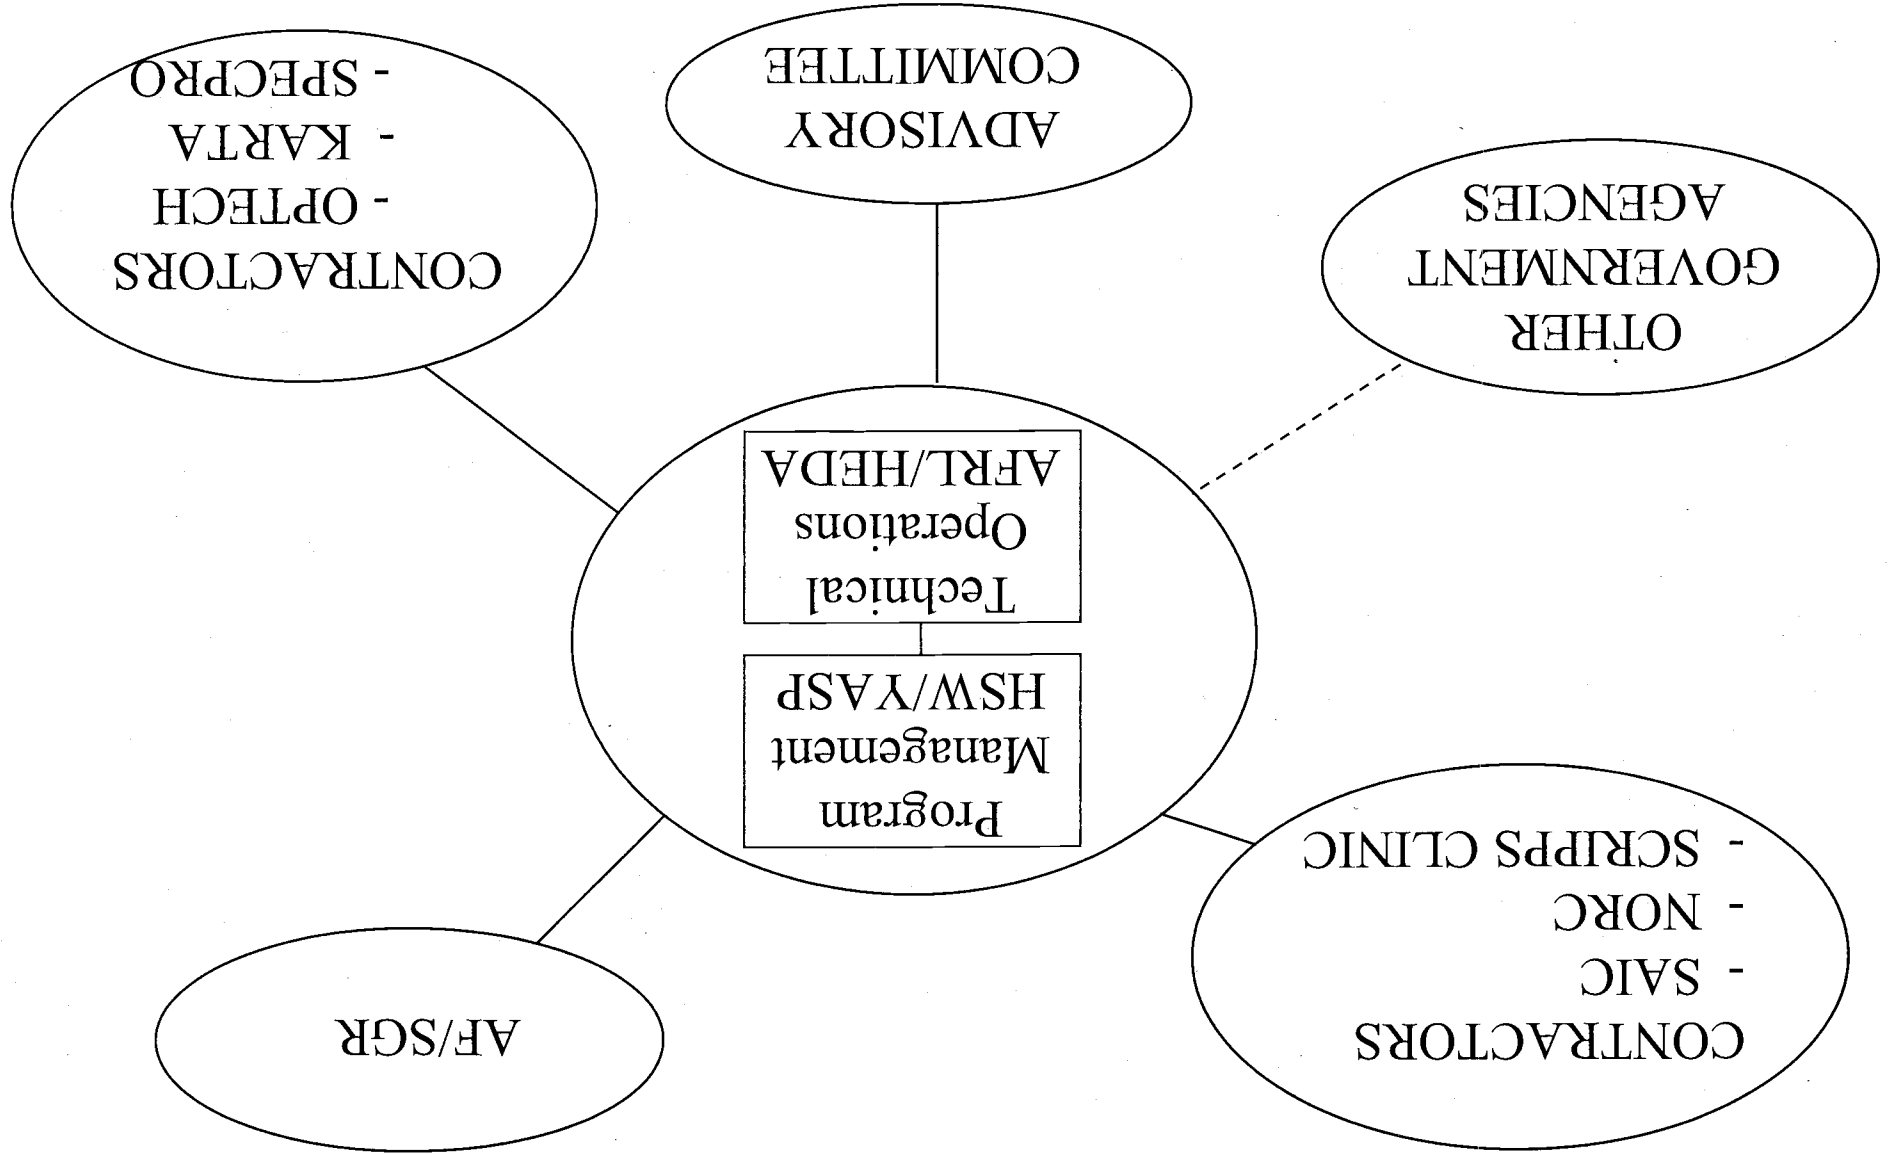 CONTRACTORS
- SAIC
- NORC
- SCRIPPS CLINIC
AF/SGR
Program
Management
HSW/YASP
Technical
Operations
AFRL/HEDA
OTHER
GOVERNMENT
AGENCIES
ADVISORY
COMMITTEE
CONTRACTORS
- OPTECH
- KARTA
- SPECPRO